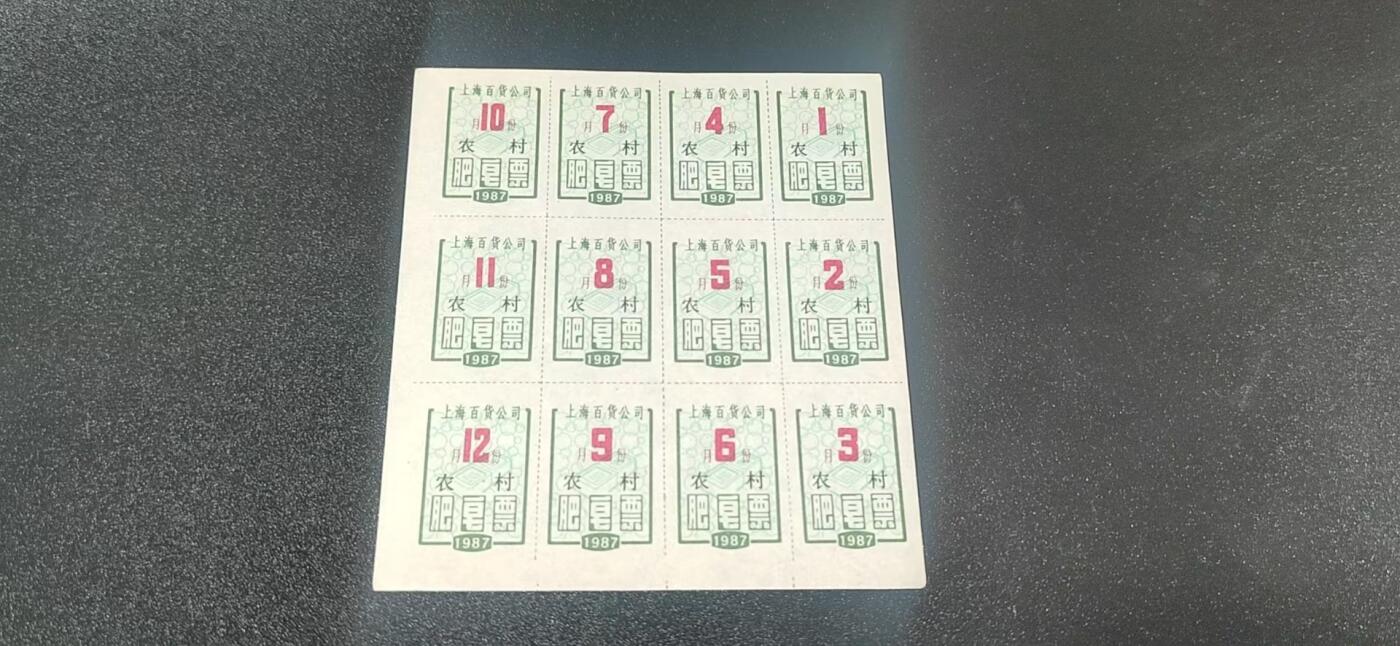 上海百货公司
月10份
农村
肥皂票
1987
上海百货公司
月7份
农村
肥皂票
1987
上海百货公司
月4份
农村
肥皂票
1987
上海百货公司
月1份
农村
肥皂票
1987
上海百货公司
月11份
农村
肥皂票
1987
上海百货公司
月8份
农村
肥皂票
1987
上海百货公司
月5份
农村
肥皂票
1987
上海百货公司
月2份
农村
肥皂票
1987
上海百货公司
月12份
农村
肥皂票
1987
上海百货公司
月9份
农村
肥皂票
1987
上海百货公司
月6份
农村
肥皂票
1987
上海百货公司
月3份
农村
肥皂票
1987